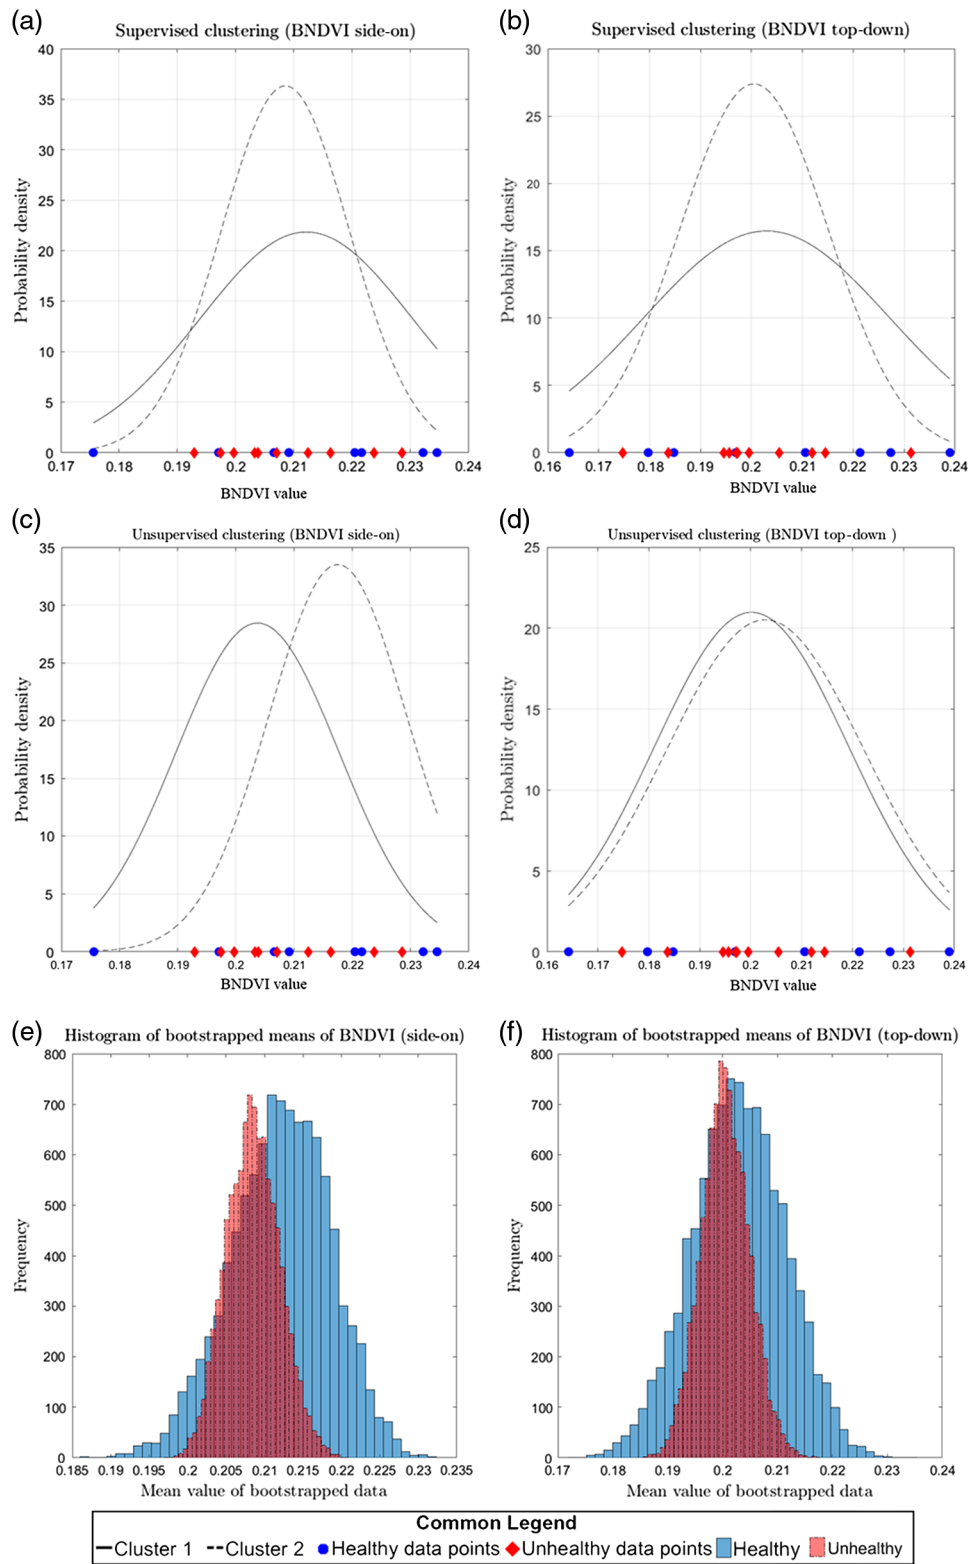 (a)
Supervised clustering (BNDVI side-on)
40
35
30
25
20
15
10
5
0
Probability density
0.17 0.18 0.19 0.2 0.21 0.22 0.23 0.24
BNDVI value
(b)
Supervised clustering (BNDVI top-down)
30
25
20
15
10
5
0
Probability density
0.16 0.17 0.18 0.19 0.2 0.21 0.22 0.23 0.24
BNDVI value
(c)
Unsupervised clustering (BNDVI side-on)
35
30
25
20
15
10
5
0
Probability density
0.17 0.18 0.19 0.2 0.21 0.22 0.23 0.24
BNDVI value
(d)
Unsupervised clustering (BNDVI top-down )
25
20
15
10
5
0
Probability density
0.16 0.17 0.18 0.19 0.2 0.21 0.22 0.23 0.24
BNDVI value
(e)
Histogram of bootstrapped means of BNDVI (side-on)
800
700
600
500
400
300
200
100
0
Frequency
0.185 0.19 0.195 0.2 0.205 0.21 0.215 0.22 0.225 0.23 0.235
Mean value of bootstrapped data
(f)
Histogram of bootstrapped means of BNDVI (top-down)
800
700
600
500
400
300
200
100
0
Frequency
0.17 0.18 0.19 0.2 0.21 0.22 0.23 0.24
Mean value of bootstrapped data
Common Legend
Cluster 1 Cluster 2 Healthy data points Unhealthy data points Healthy Unhealthy